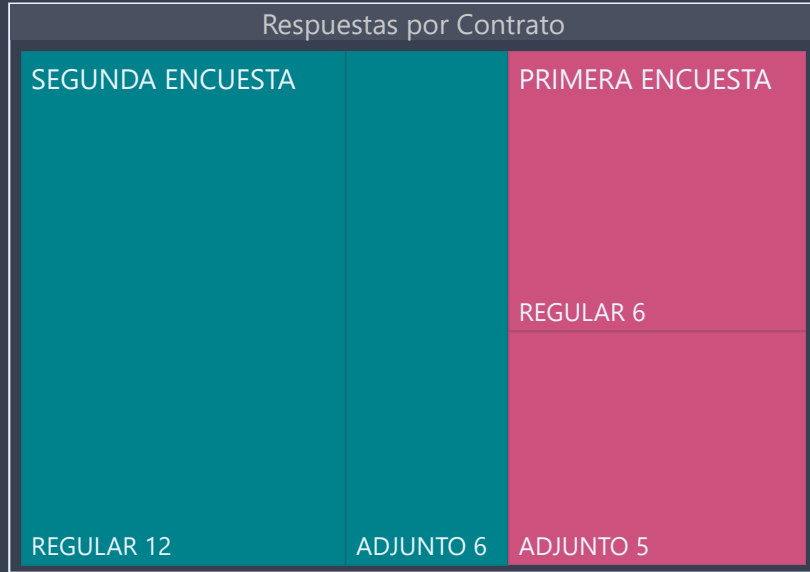 Respuestas por Contrato
SEGUNDA ENCUESTA
REGULAR 12
ADJUNTO 6
PRIMERA ENCUESTA
REGULAR 6
ADJUNTO 5